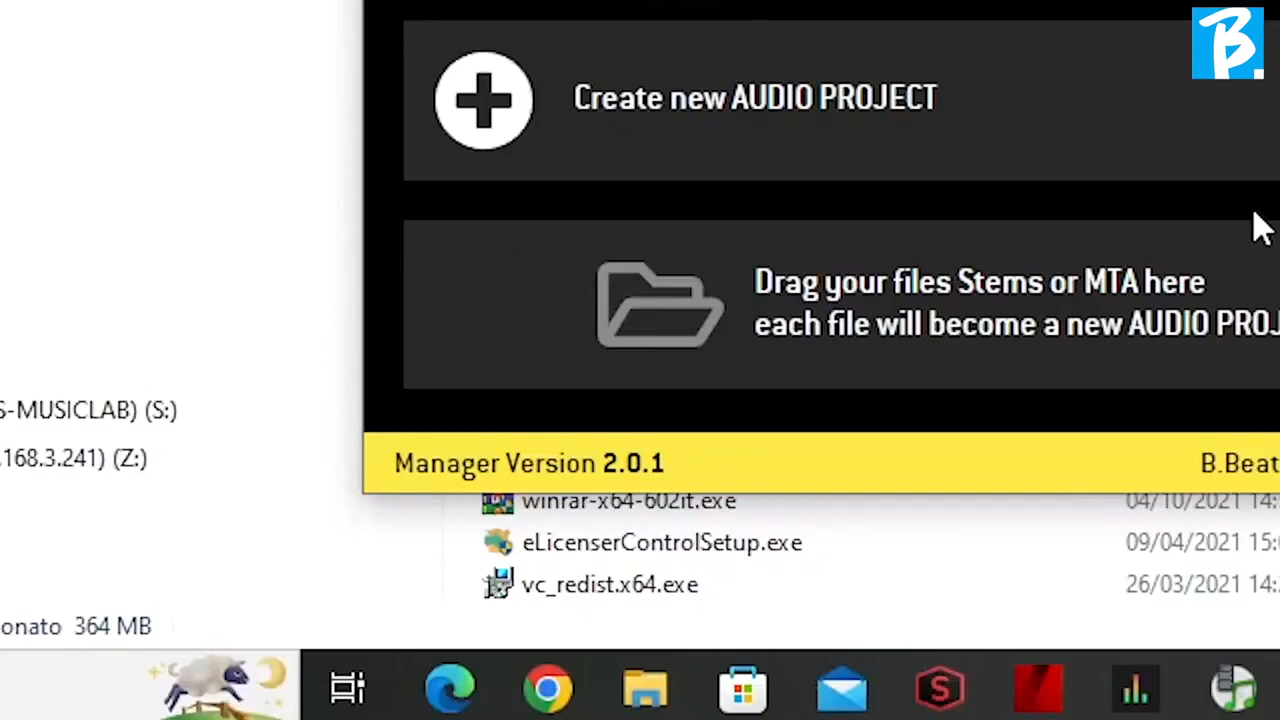 B.
Create new AUDIO PROJECT
Drag your files Stems or MTA here
each file will become a new AUDIO PROJ
S-MUSICLAB) (S:)
.168.3.241) (Z:)
Manager Version 2.0.1
B.Beat
winrar-x64-602it.exe
04/10/2021 14:
eLicenserControlSetup.exe
09/04/2021 15:
vc_redist.x64.exe
26/03/2021 14:
onato 364 MB
S